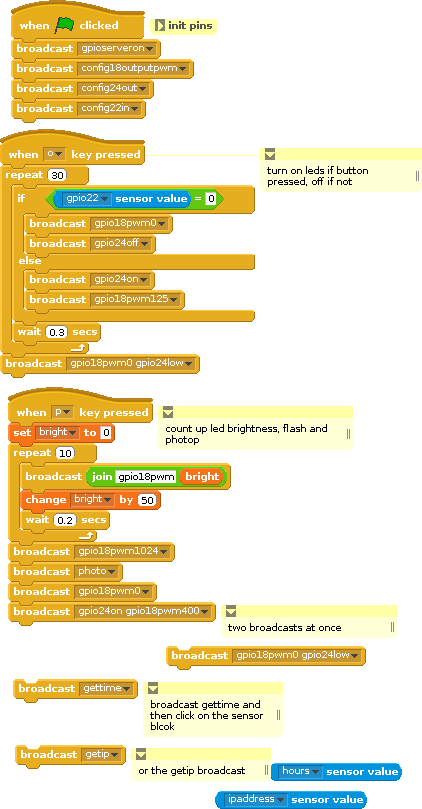 when clicked
init pins
broadcast gpioserveron
broadcast config18outputpwm
broadcast config24out
broadcast config22in
when o key pressed
repeat 30
turn on leds if button
pressed, off if not
if gpio22 sensor value = 0
broadcast gpio18pwm0
broadcast gpio24off
else
broadcast gpio24on
broadcast gpio18pwm125
wait 0.3 secs
broadcast gpio18pwm0 gpio24low
when p key pressed
count up led brightness, flash and
photop
set bright to 0
repeat 10
broadcast join gpio18pwm bright
change bright by 50
wait 0.2 secs
broadcast gpio18pwm1024
broadcast photo
broadcast gpio18pwm0
broadcast gpio24on gpio18pwm400
two broadcasts at once
broadcast gpio18pwm0 gpio24low
broadcast gettime
broadcast gettime and
then click on the sensor
blcok
broadcast getip
or the getip broadcast
hours sensor value
ipaddress sensor value